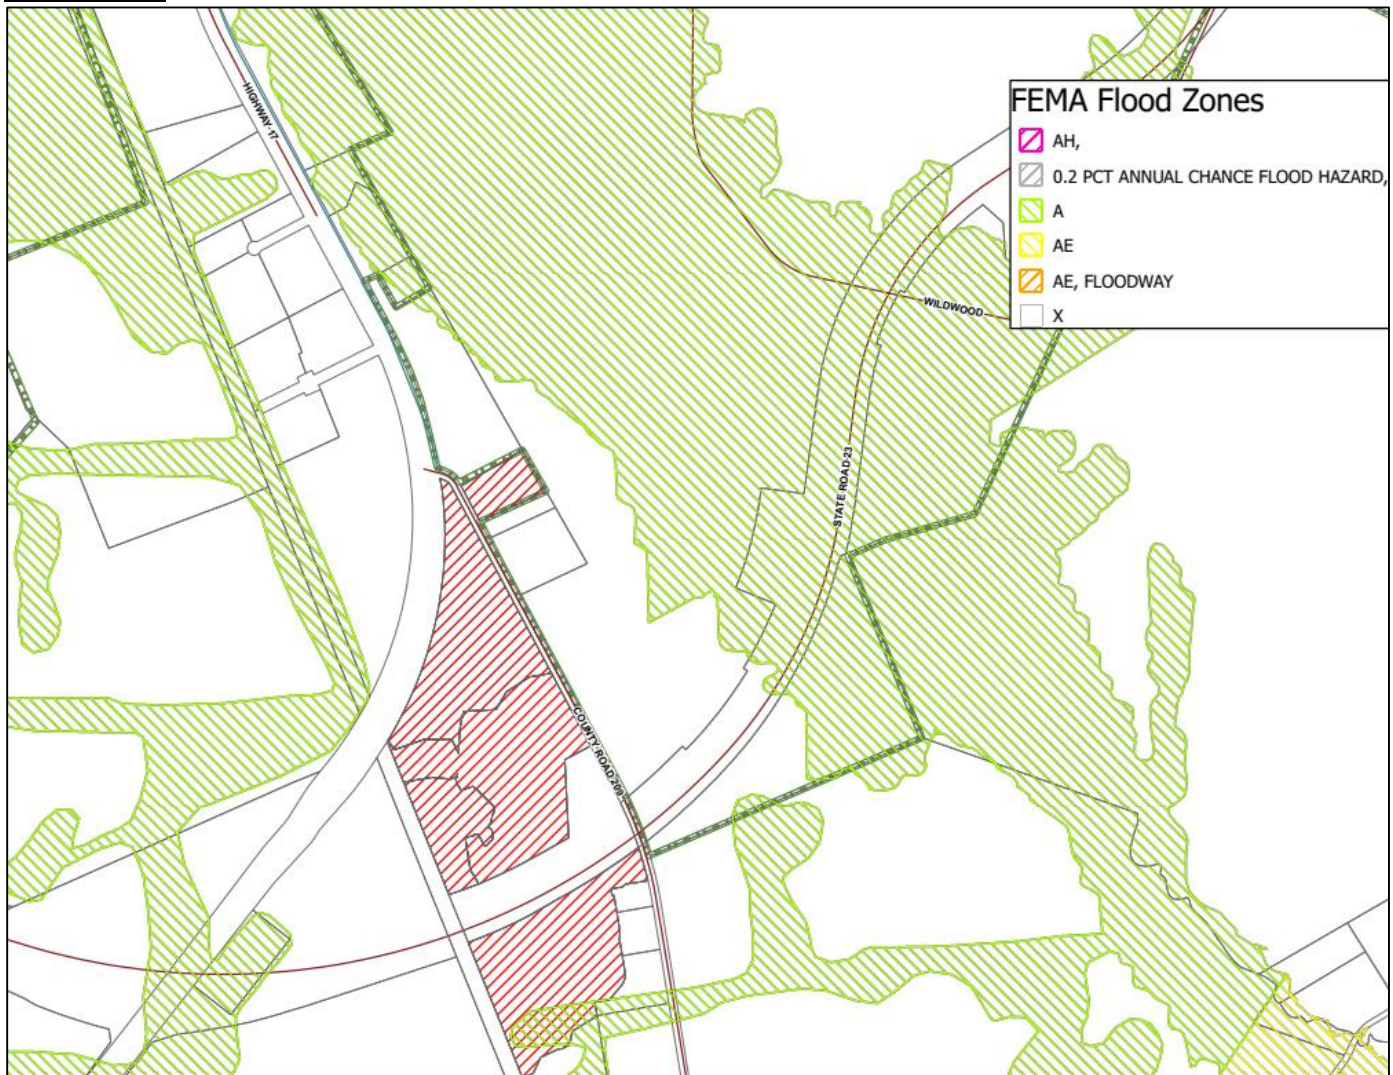 HIGHWAY 17
FEMA Flood Zones
AH,
0.2 PCT ANNUAL CHANCE FLOOD HAZARD,
A
AE
AE, FLOODWAY
X
WILDWOOD
STATE ROAD 23
COUNTY ROAD 209